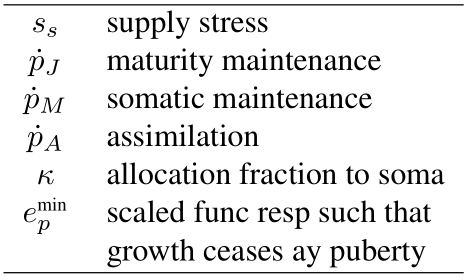 s_s supply stress
ṗ_J maturity maintenance
ṗ_M somatic maintenance
ṗ_A assimilation
κ allocation fraction to soma
e_p^min scaled func resp such that
growth ceases ay puberty